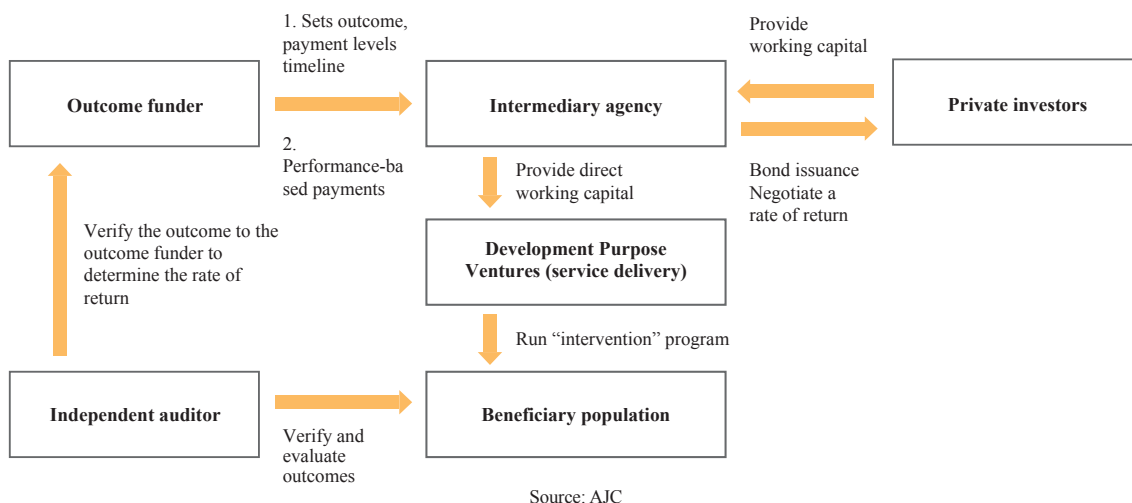 1. Sets outcome,
payment levels
timeline
Provide
working capital
Outcome funder
Intermediary agency
Private investors
2.
Performance-ba
sed payments
Provide direct
working capital
Bond issuance
Negotiate a
rate of return
Verify the outcome to the
outcome funder to
determine the rate of
return
Development Purpose
Ventures (service delivery)
Run “intervention” program
Independent auditor
Beneficiary population
Verify and
evaluate
outcomes
Source: AJC